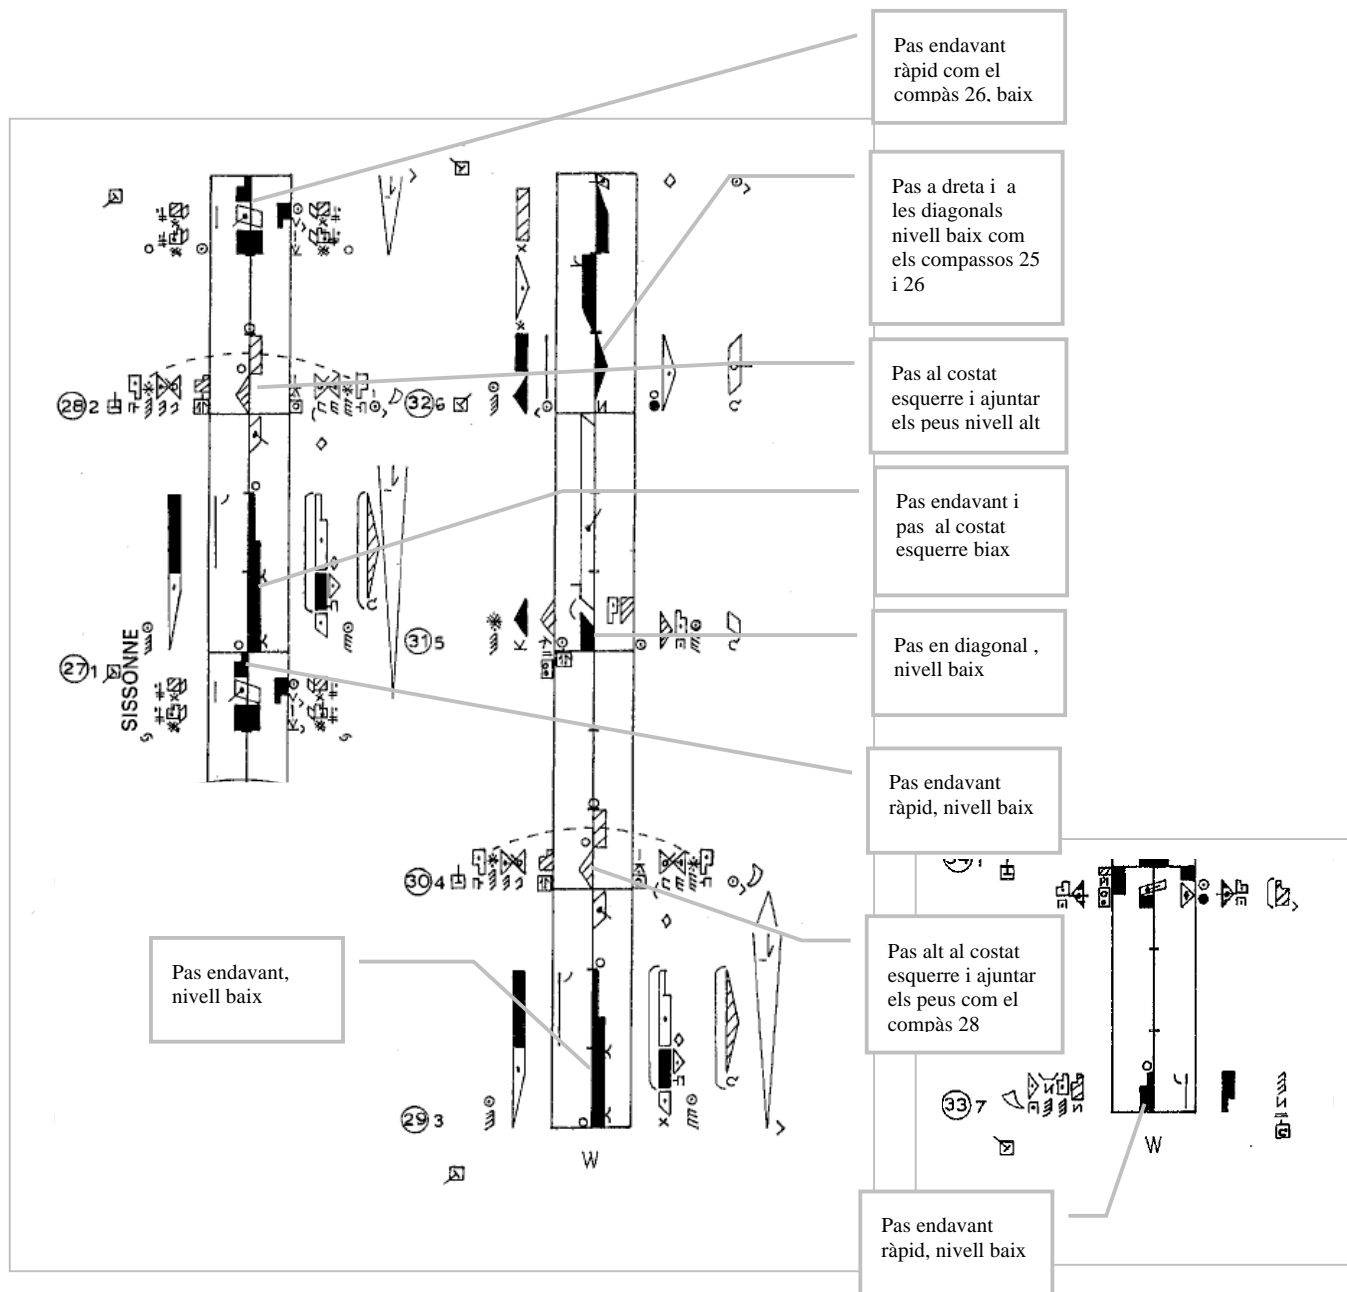 Pas endavant
ràpid com el
compàs 26, baix
Pas a dreta i a
les diagonals
nivell baix com
els compassos 25
i 26
Pas al costat
esquerre i ajuntar
els peus nivell alt
Pas endavant i
pas al costat
esquerre biax
Pas en diagonal ,
nivell baix
Pas endavant
ràpid, nivell baix
Pas alt al costat
esquerre i ajuntar
els peus com el
compàs 28
Pas endavant
ràpid, nivell baix
Pas endavant,
nivell baix
28 2
27 1
SISSONNE
32 6
31 5
30 4
29 3
W
33 7
W